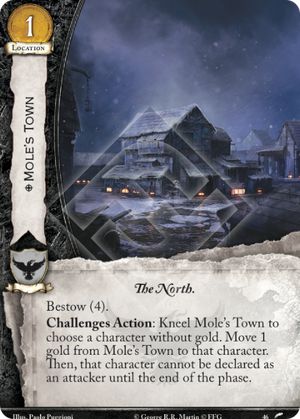 1
LOCATION
MOLE'S TOWN
The North.
Bestow (4).
Challenges Action: Kneel Mole's Town to
choose a character without gold. Move 1
gold from Mole's Town to that character.
Then, that character cannot be declared as
an attacker until the end of the phase.
Illus. Paolo Puggioni
© George R.R. Martin © FFG
46